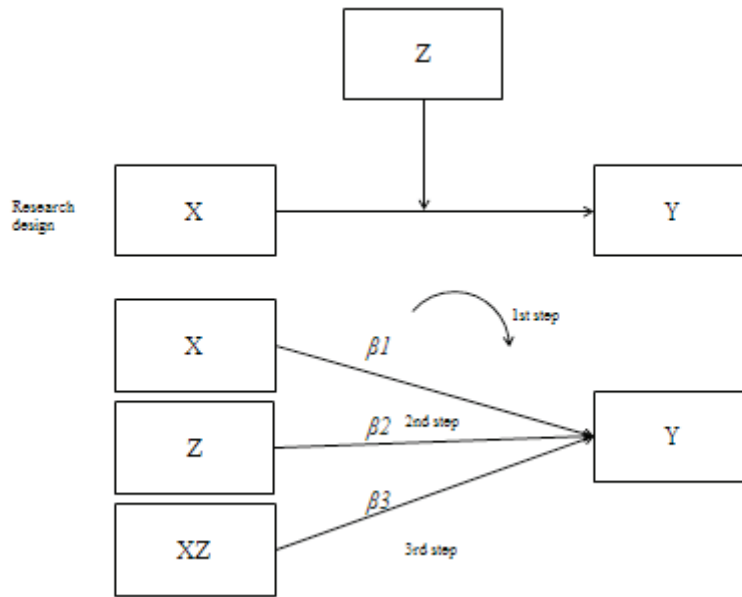 Z
Research
design
X
Y
X
β1
1st step
Z
β2
2nd step
Y
XZ
β3
3rd step